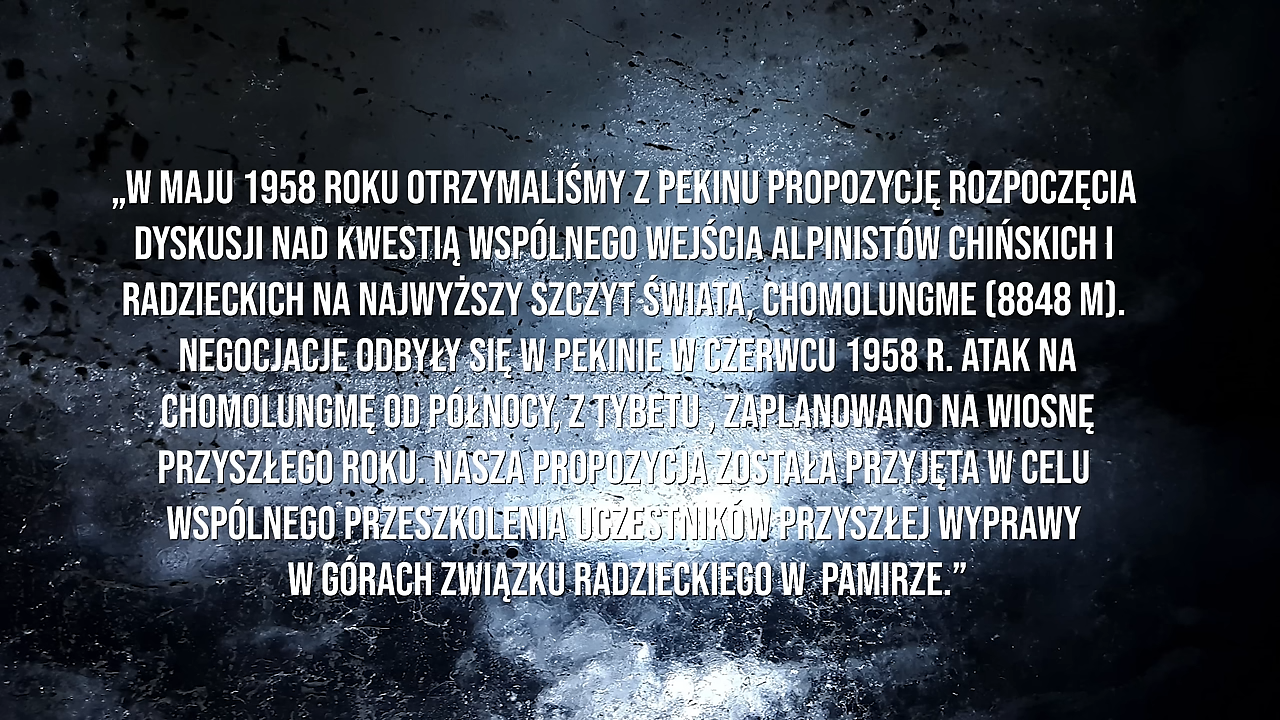 „W MAJU 1958 ROKU OTRZYMALIŚMY Z PEKINU PROPOZYCJĘ ROZPOCZĘCIA
DYSKUSJI NAD KWESTIĄ WSPÓLNEGO WEJŚCIA ALPINISTÓW CHIŃSKICH I
RADZIECKICH NA NAJWYŻSZY SZCZYT ŚWIATA, CHOMOLUNGME (8848 M).
NEGOCJACJE ODBYŁY SIĘ W PEKINIE W CZERWCU 1958 R. ATAK NA
CHOMOLUNGMĘ OD PÓŁNOCY, Z TYBETU , ZAPLANOWANO NA WIOSNĘ
PRZYSZŁEGO ROKU. NASZA PROPOZYCJA ZOSTAŁA PRZYJĘTA W CELU
WSPÓLNEGO PRZESZKOLENIA UCZESTNIKÓW PRZYSZŁEJ WYPRAWY
W GÓRACH ZWIĄZKU RADZIECKIEGO W PAMIRZE.”